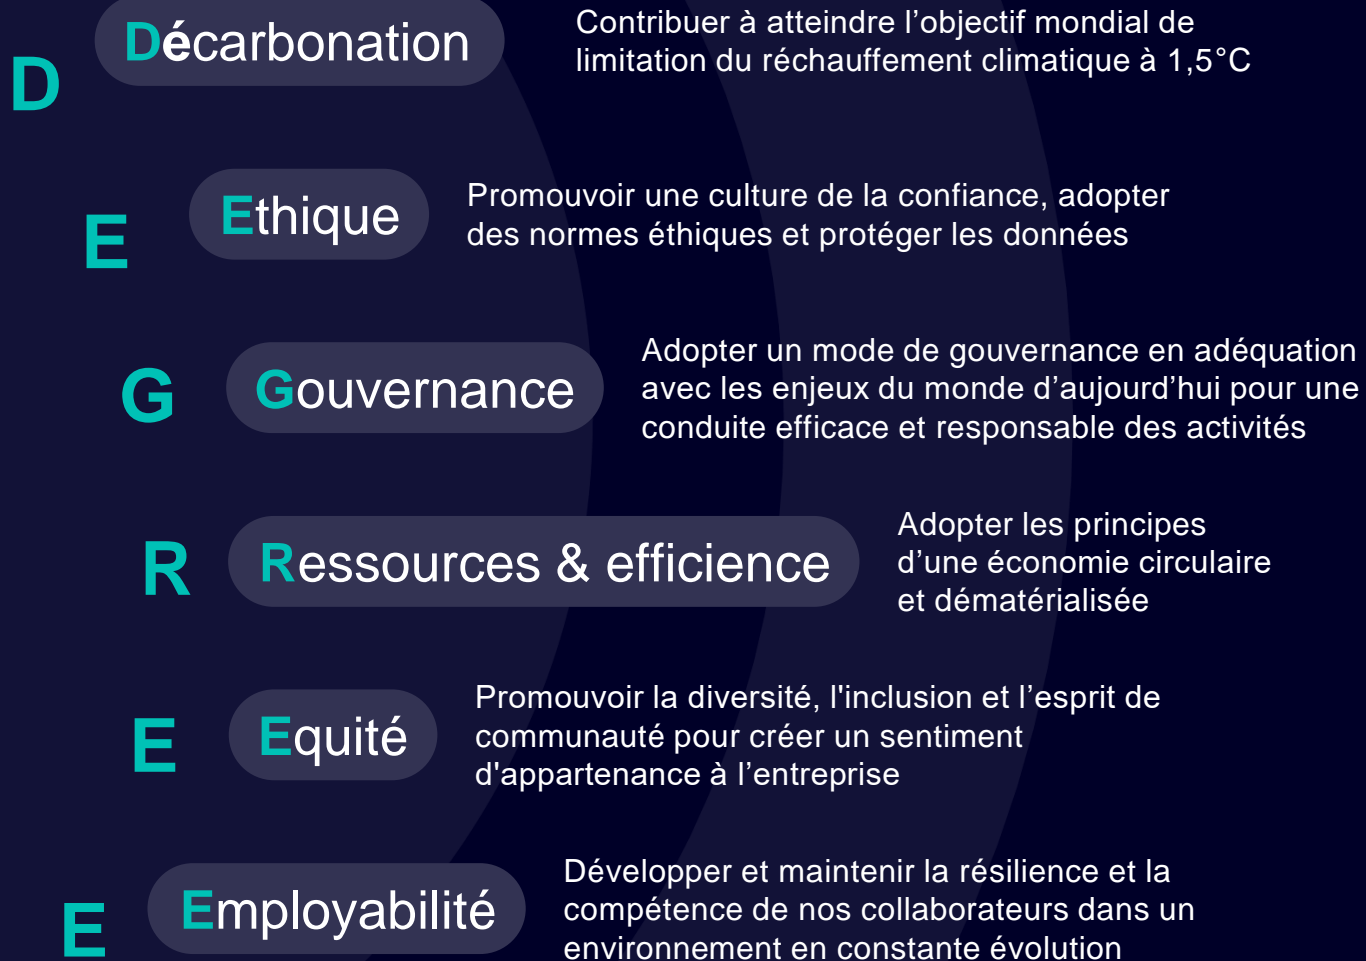 D
Décarbonation
Contribuer à atteindre l’objectif mondial de
limitation du réchauffement climatique à 1,5°C
E
Ethique
Promouvoir une culture de la confiance, adopter
des normes éthiques et protéger les données
G
Gouvernance
Adopter un mode de gouvernance en adéquation
avec les enjeux du monde d’aujourd’hui pour une
conduite efficace et responsable des activités
R
Ressources & efficience
Adopter les principes
d’une économie circulaire
et dématérialisée
E
Equité
Promouvoir la diversité, l'inclusion et l’esprit de
communauté pour créer un sentiment
d'appartenance à l’entreprise
E
Employabilité
Développer et maintenir la résilience et la
compétence de nos collaborateurs dans un
environnement en constante évolution